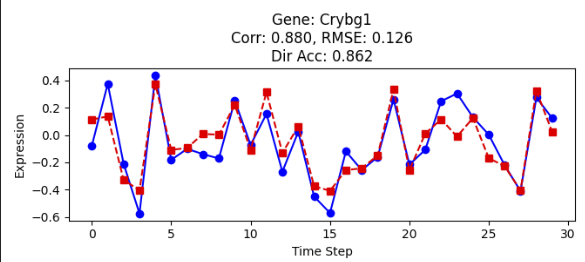 Gene: Crybg1
Corr: 0.880, RMSE: 0.126
Dir Acc: 0.862
Expression
0.4
0.2
0.0
−0.2
−0.4
−0.6
0 5 10 15 20 25 30
Time Step